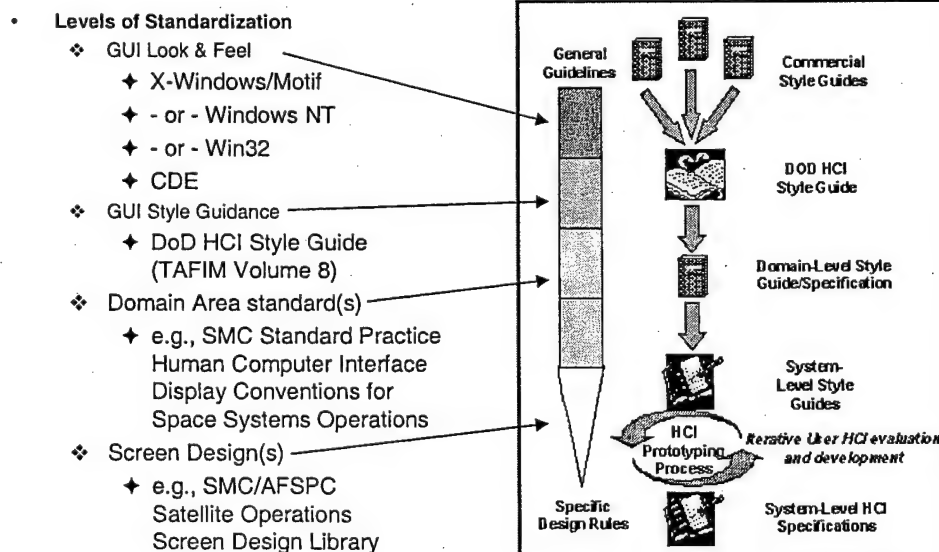 • Levels of Standardization
❖ GUI Look & Feel
✦ X-Windows/Motif
✦ - or - Windows NT
✦ - or - Win32
✦ CDE
❖ GUI Style Guidance
✦ DoD HCI Style Guide
(TAFIM Volume 8)
❖ Domain Area standard(s)
✦ e.g., SMC Standard Practice
Human Computer Interface
Display Conventions for
Space Systems Operations
❖ Screen Design(s)
✦ e.g., SMC/AFSPC
Satellite Operations
Screen Design Library
General
Guidelines
Specific
Design Rules
Commercial
Style Guides
DOD HCI
Style Guide
Domain-Level Style
Guide/Specification
System-
Level Style
Guides
HCI
Prototyping
Process
Iterative User HCI evaluation
and development
System-Level HCI
Specifications